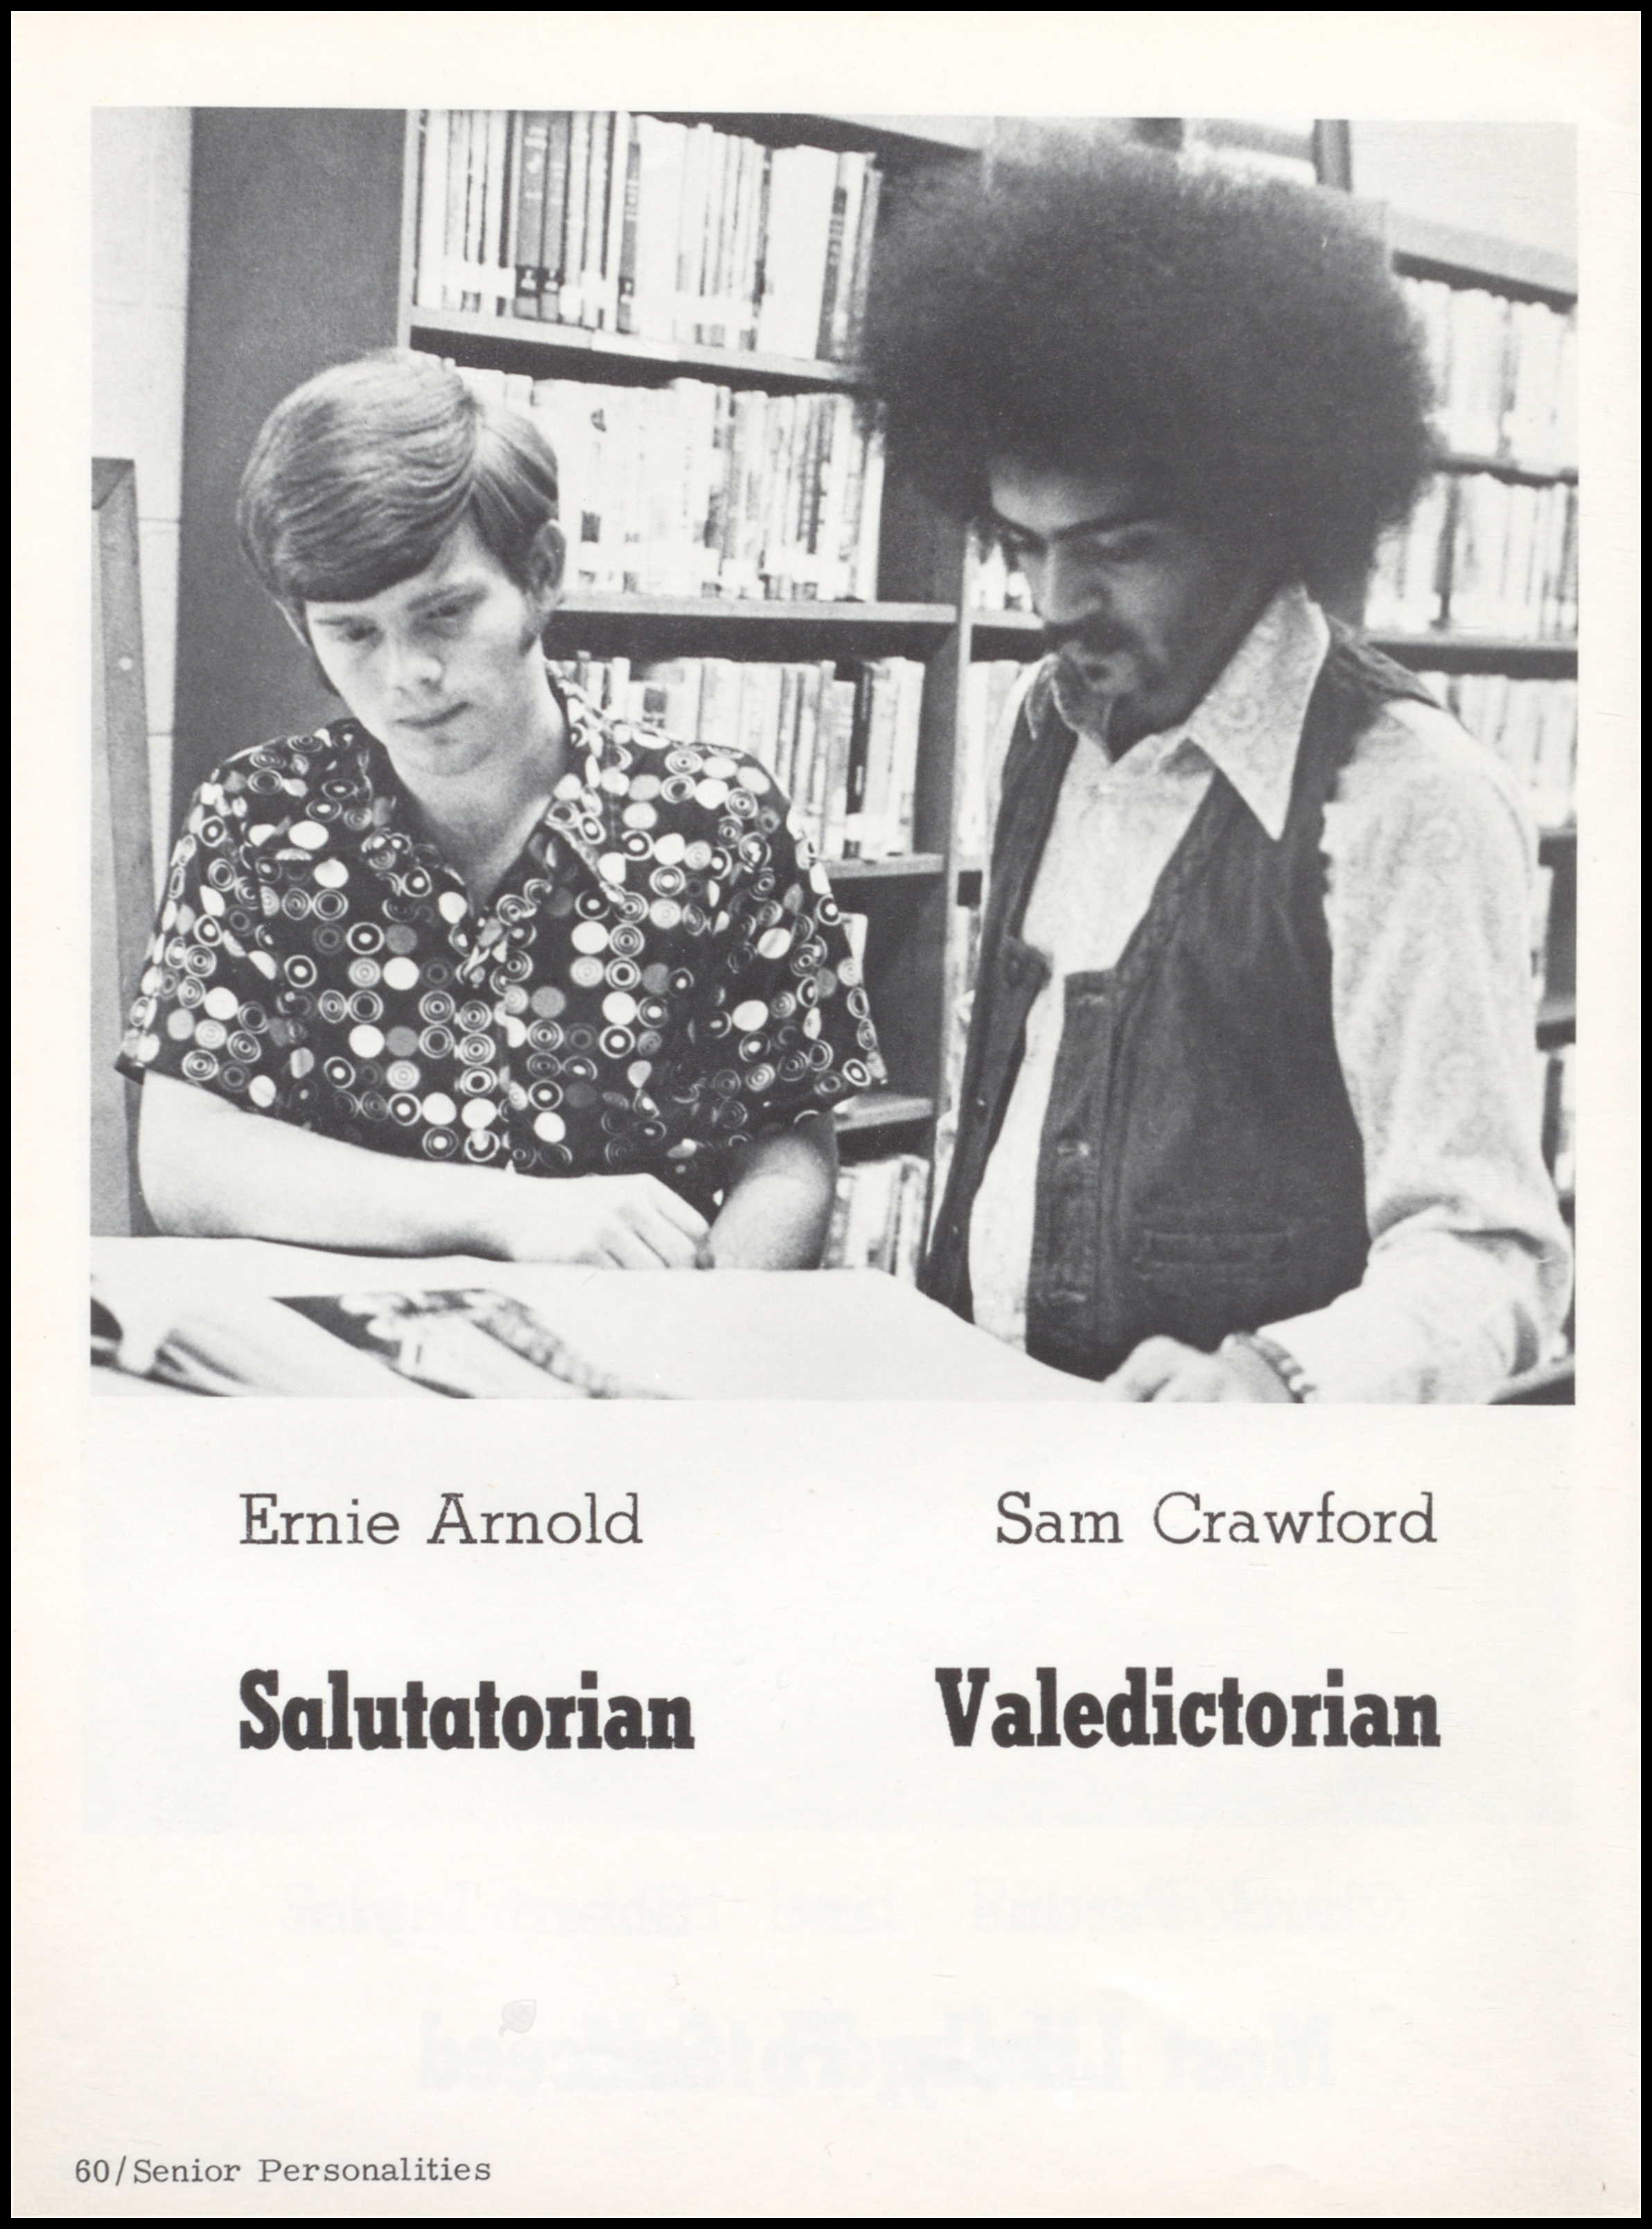 Ernie Arnold
Sam Crawford
Salutatorian
Valedictorian
60/Senior Personalities